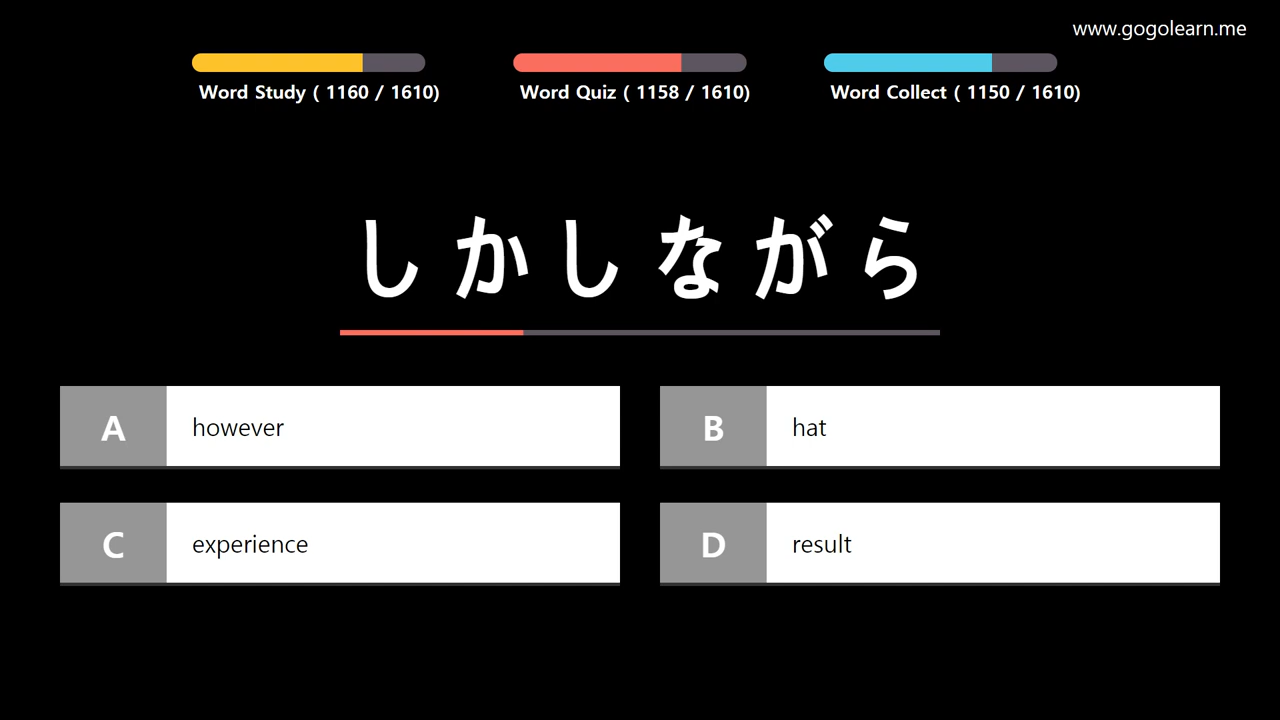 www.gogolearn.me
Word Study ( 1160 / 1610)
Word Quiz ( 1158 / 1610)
Word Collect ( 1150 / 1610)
しかしながら
A however
B hat
C experience
D result